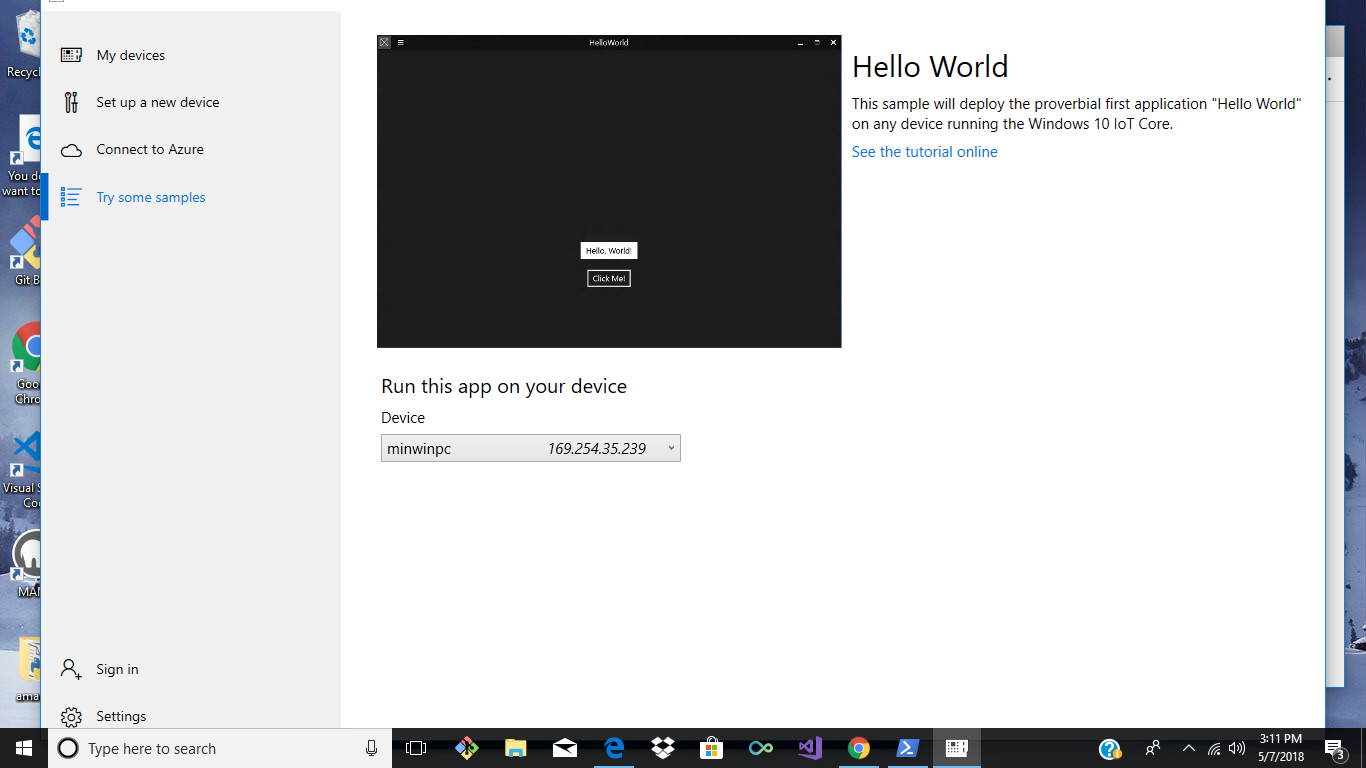 My devices
Set up a new device
Connect to Azure
Try some samples
Sign in
Settings
HelloWorld
Hello, World!
Click Me!
Hello World
This sample will deploy the proverbial first application "Hello World"
on any device running the Windows 10 IoT Core.
See the tutorial online
Run this app on your device
Device
minwinpc 169.254.35.239
Recyc
You d
want to
Git B
Goo
Chro
Visual S
Co
MA
ama
Type here to search
3:11 PM
5/7/2018
3